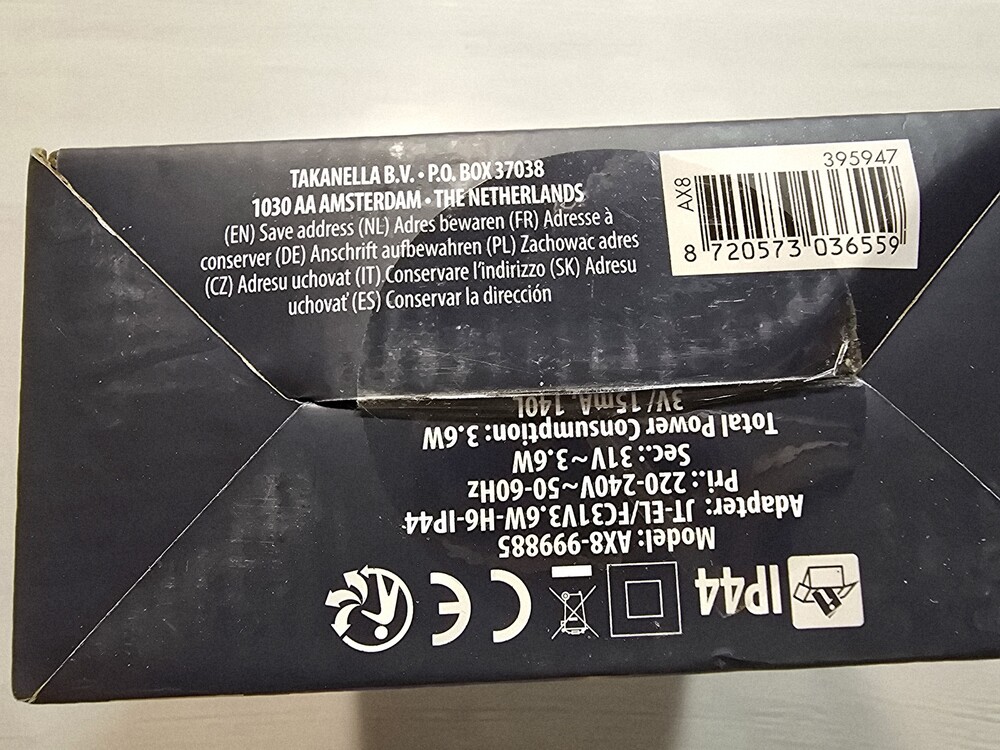 TAKANELLA B.V. • P.O. BOX 37038
1030 AA AMSTERDAM • THE NETHERLANDS
(EN) Save address (NL) Adres bewaren (FR) Adresse à
conserver (DE) Anschrift aufbewahren (PL) Zachowac adres
(CZ) Adresu uchovat (IT) Conservare l'indirizzo (SK) Adresu
uchovať (ES) Conservar la dirección
395947
AX8
8 720573 036559
IP44
CE
Model: AX8-999885
Adapter: JT-EL/FC31V3.6W-H6-IP44
Pri.: 220-240V~50-60Hz
Sec.: 31V~3.6W
Total Power Consumption: 3.6W
3V/ 15mA, 140L